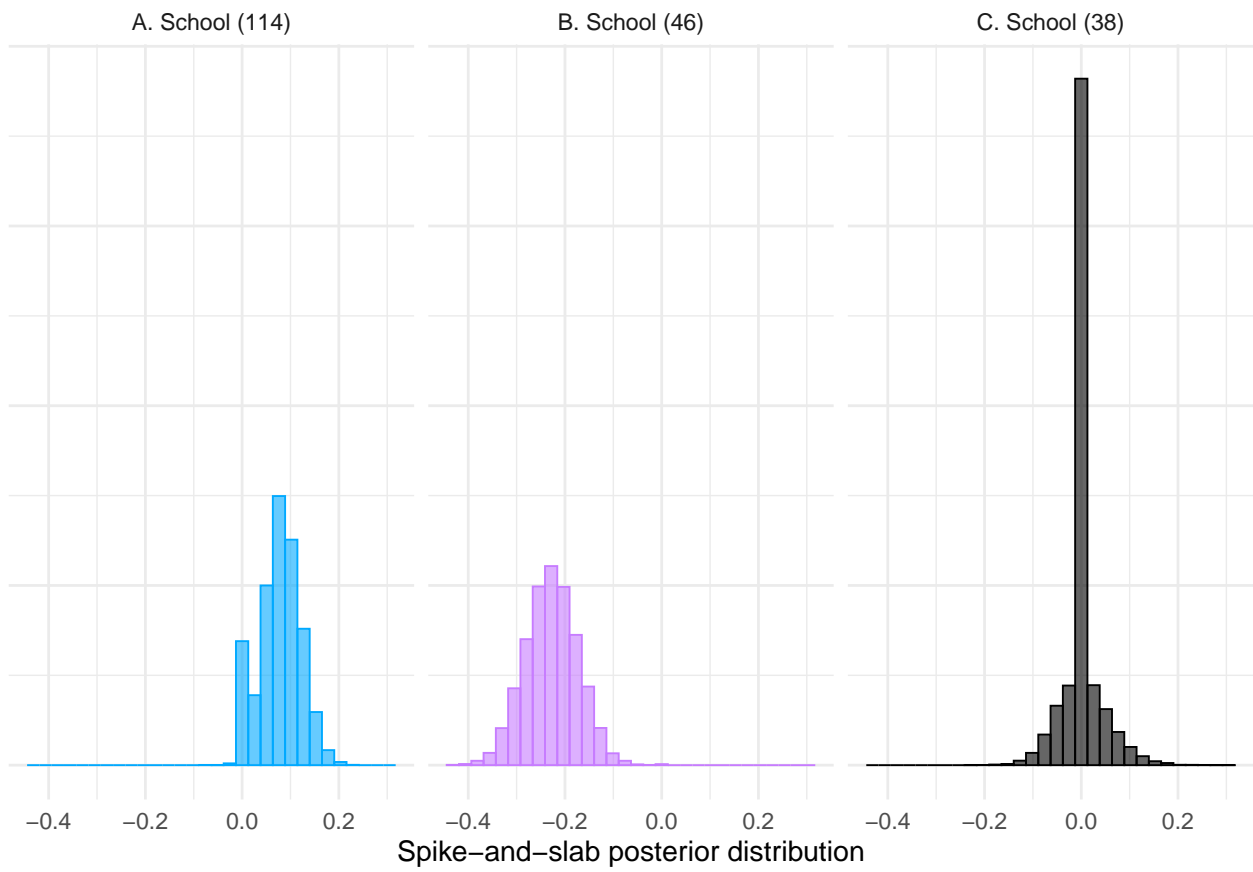 A. School (114) B. School (46) C. School (38)
−0.4 −0.2 0.0 0.2 −0.4 −0.2 0.0 0.2 −0.4 −0.2 0.0 0.2
Spike−and−slab posterior distribution